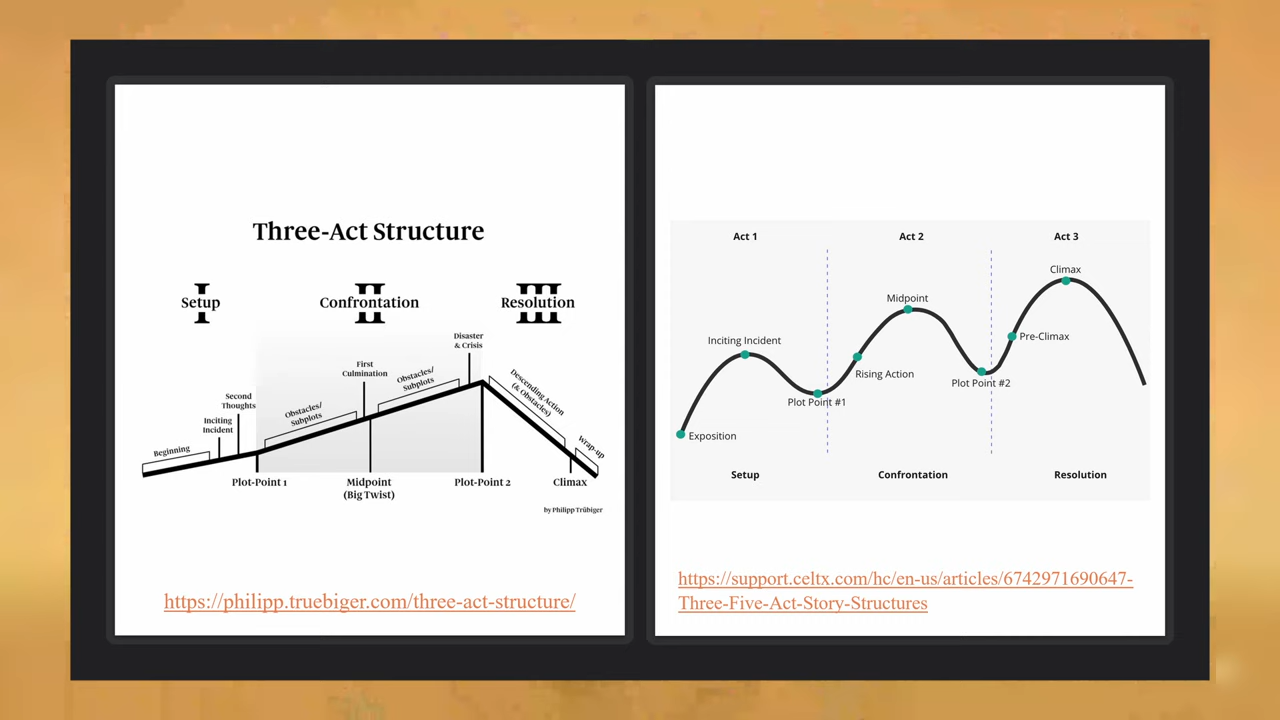 Three-Act Structure
I
II
III
Setup
Confrontation
Resolution
Beginning
Inciting
Incident
Second
Thoughts
Obstacles/
Subplots
First
Culmination
Obstacles/
Subplots
Disaster
& Crisis
Descending Action
(& Obstacles)
Wrap-up
Plot-Point 1
Midpoint
(Big Twist)
Plot-Point 2
Climax
by Philipp Trübiger
https://philipp.truebiger.com/three-act-structure/
Act 1
Act 2
Act 3
Exposition
Inciting Incident
Plot Point #1
Rising Action
Midpoint
Plot Point #2
Pre-Climax
Climax
Setup
Confrontation
Resolution
https://support.celtx.com/hc/en-us/articles/6742971690647-
Three-Five-Act-Story-Structures